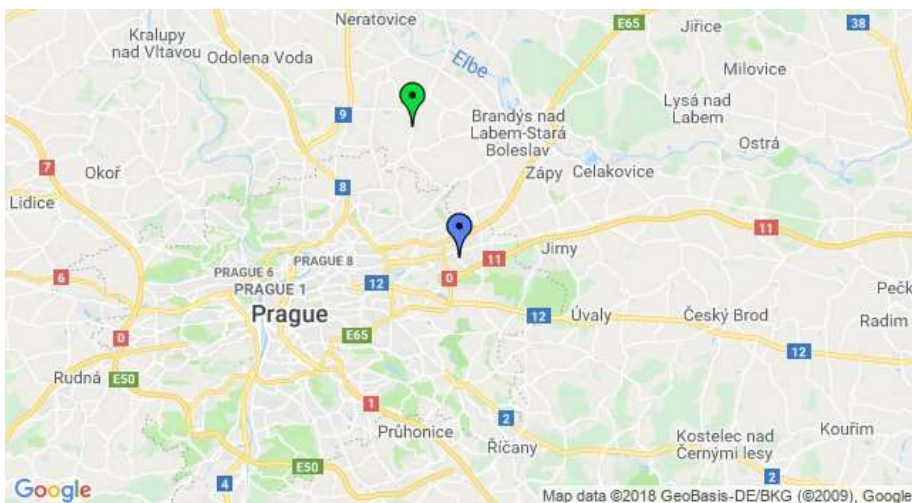 Neratovice
E65
Jiřice
38
Kralupy
nad Vltavou
Odolena Voda
Elbe
Milovice
9
Brandýs nad
Labem-Stará
Boleslav
Lysá nad
Labem
Ostrá
7
Okoř
8
Zápy
Celakovice
Lidice
11
Jirny
11
PRAGUE 6
PRAGUE 8
0
6
PRAGUE 1
12
Pečk
Prague
12
Úvaly
Český Brod
Radim
0
E65
12
Rudná
E50
1
2
Průhonice
Říčany
Kostelec nad
Černými lesy
Kouřim
E50
2
4
Google
Map data ©2018 GeoBasis-DE/BKG (©2009), Google